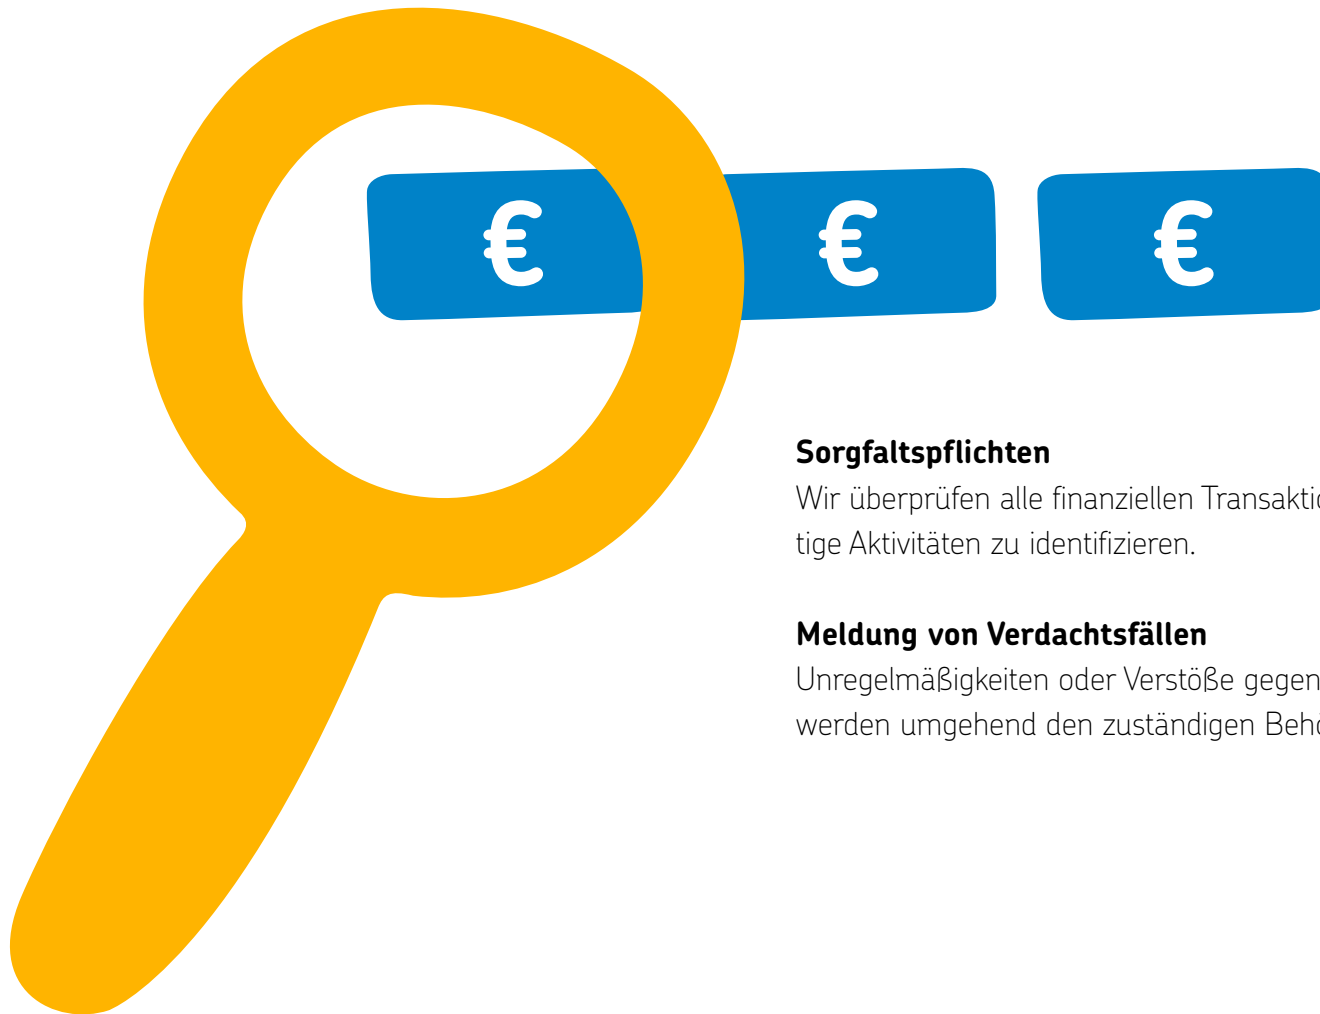 € € €
Sorgfaltspflichten
Wir überprüfen alle finanziellen
tige Aktivitäten zu identifizieren.
Meldung von Verdachtsfällen
Unregelmäßigkeiten oder Verstöße gegen
werden umgehend den zuständigen